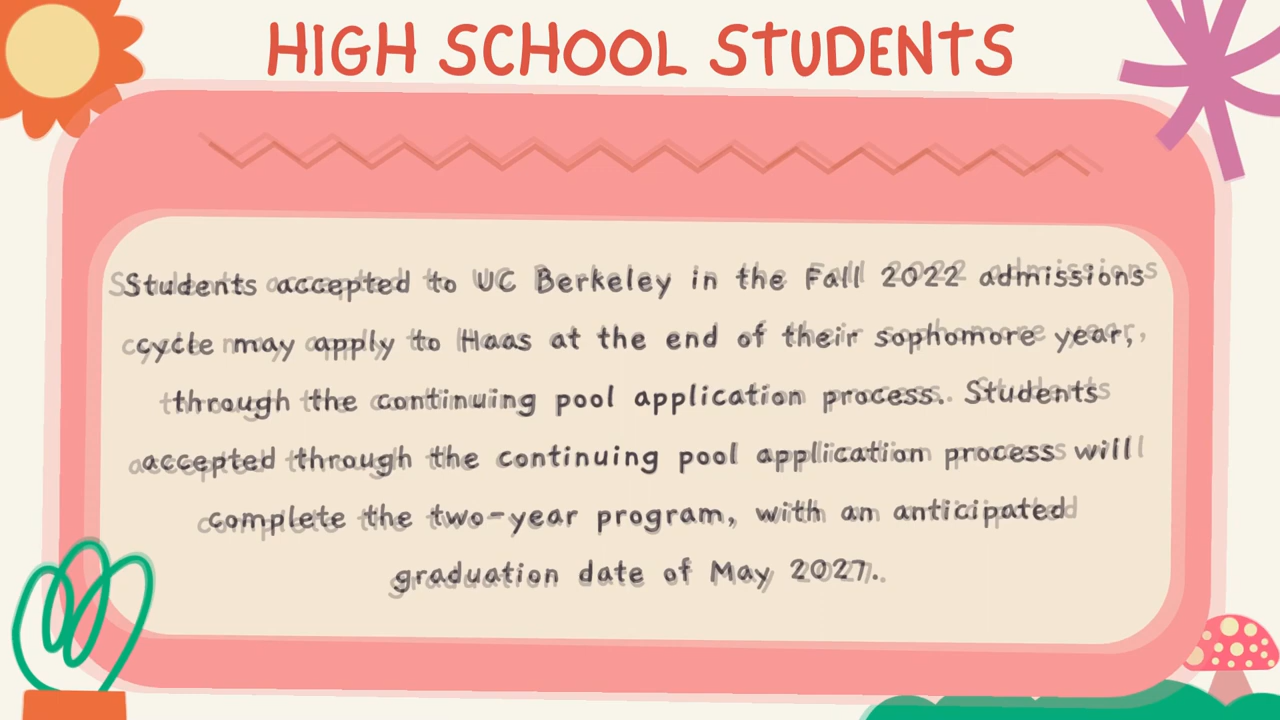 HIGH SCHOOL STUDENTS
Students accepted to UC Berkeley in the Fall 2022 admissions
cycle may apply to Haas at the end of their sophomore year,
through the continuing pool application process. Students
accepted through the continuing pool application process will
complete the two-year program, with an anticipated
graduation date of May 2027.